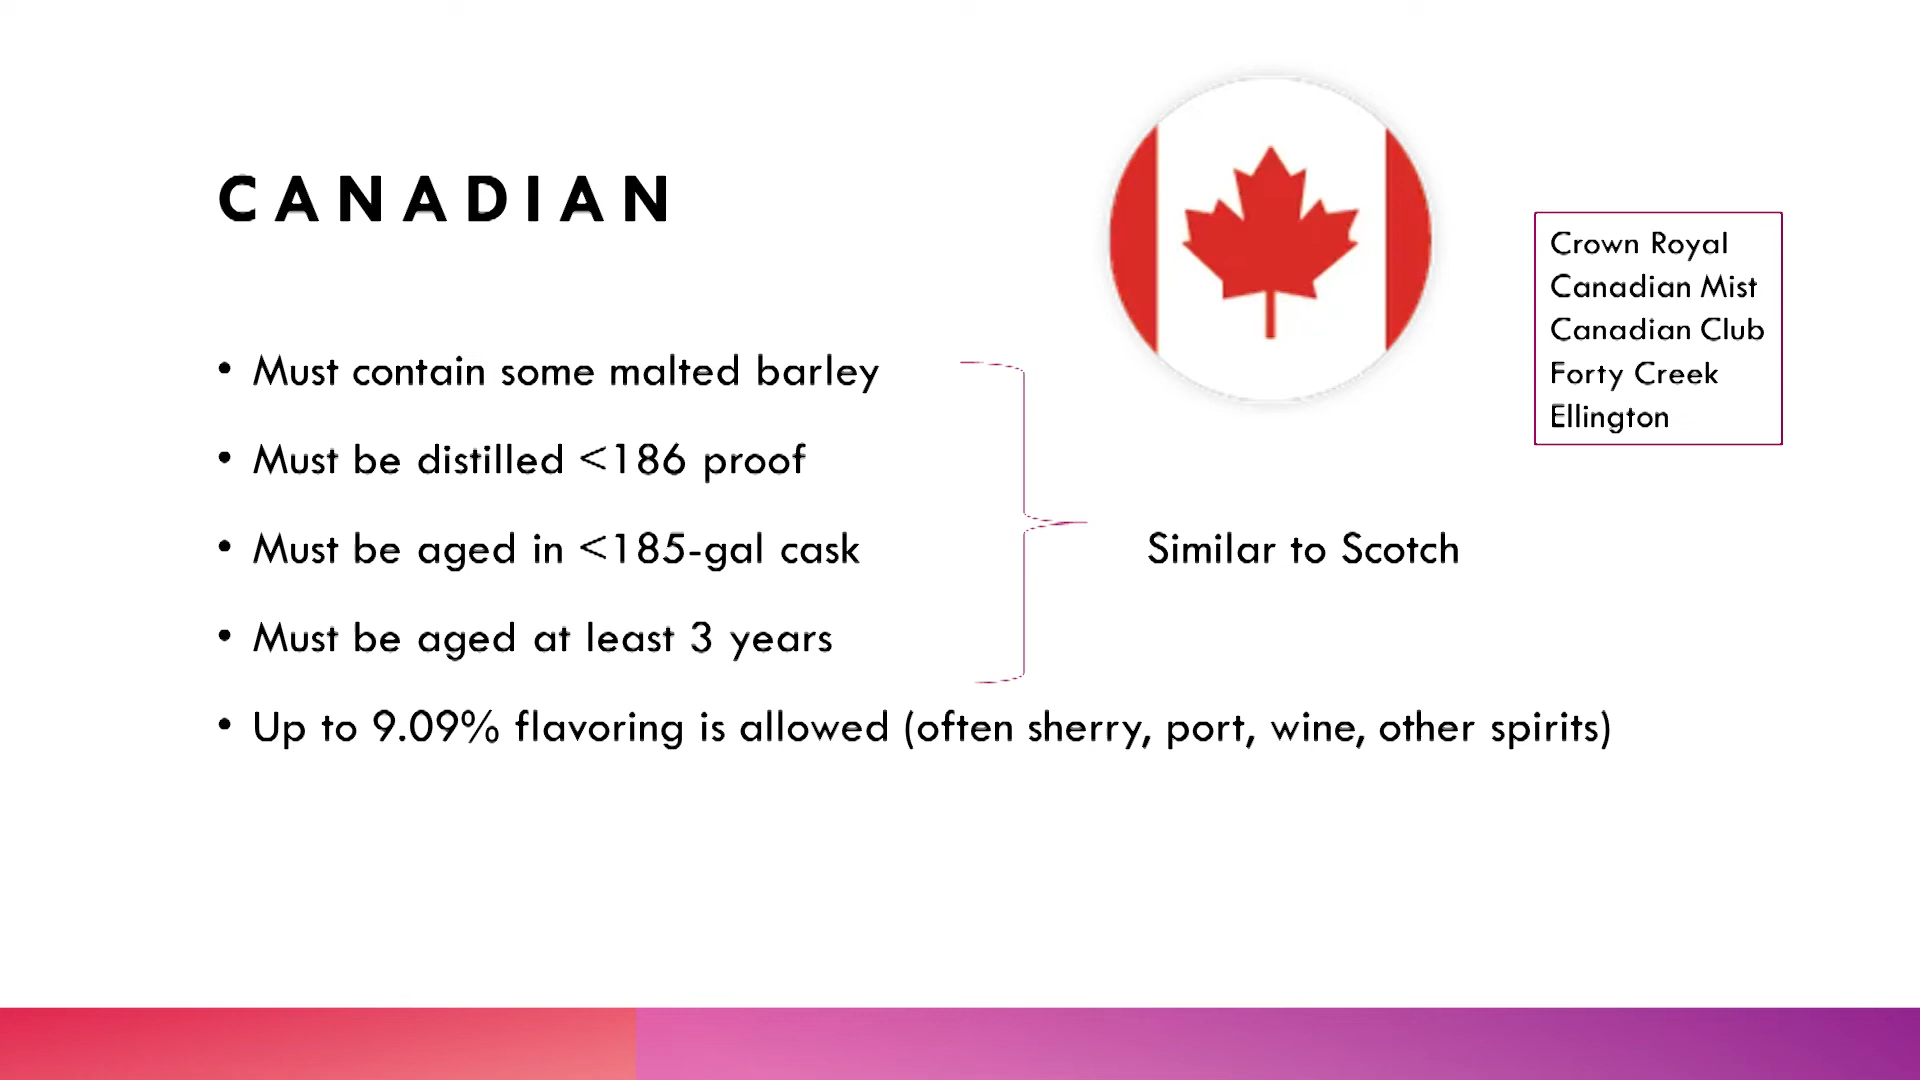 CANADIAN
Crown Royal
Canadian Mist
Canadian Club
Forty Creek
Ellington
• Must contain some malted barley
• Must be distilled <186 proof
• Must be aged in <185-gal cask
• Must be aged at least 3 years
Similar to Scotch
• Up to 9.09% flavoring is allowed (often sherry, port, wine, other spirits)